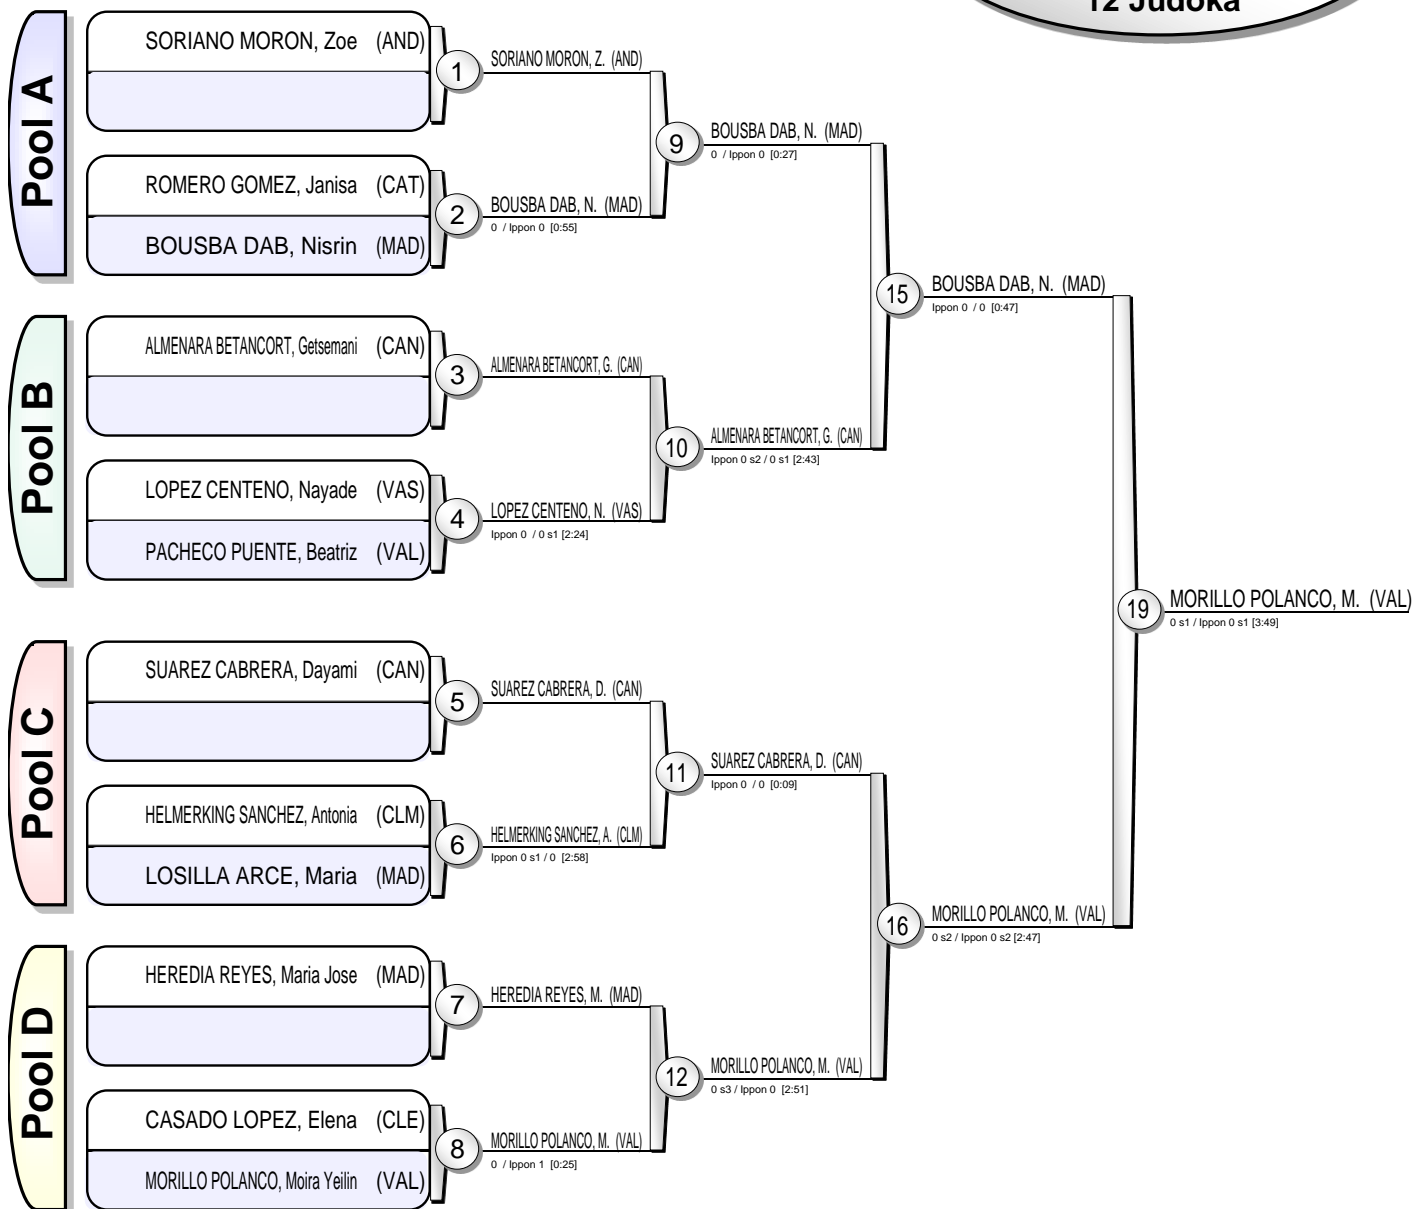 12 Judoka
Pool A
SORIANO MORON, Zoe (AND)
1
SORIANO MORON, Z. (AND)
ROMERO GOMEZ, Janisa (CAT)
BOUSBA DAB, Nisrin (MAD)
2
BOUSBA DAB, N. (MAD)
0 / Ippon 0 [0:55]
9
BOUSBA DAB, N. (MAD)
0 / Ippon 0 [0:27]
Pool B
ALMENARA BETANCORT, Getsemani (CAN)
3
ALMENARA BETANCORT, G. (CAN)
LOPEZ CENTENO, Nayade (VAS)
PACHECO PUENTE, Beatriz (VAL)
4
LOPEZ CENTENO, N. (VAS)
Ippon 0 / 0 s1 [2:24]
10
ALMENARA BETANCORT, G. (CAN)
Ippon 0 s2 / 0 s1 [2:43]
15
BOUSBA DAB, N. (MAD)
Ippon 0 / 0 [0:47]
Pool C
SUAREZ CABRERA, Dayami (CAN)
5
SUAREZ CABRERA, D. (CAN)
HELMERKING SANCHEZ, Antonia (CLM)
LOSILLA ARCE, Maria (MAD)
6
HELMERKING SANCHEZ, A. (CLM)
Ippon 0 s1 / 0 [2:58]
11
SUAREZ CABRERA, D. (CAN)
Ippon 0 / 0 [0:09]
Pool D
HEREDIA REYES, Maria Jose (MAD)
7
HEREDIA REYES, M. (MAD)
CASADO LOPEZ, Elena (CLE)
MORILLO POLANCO, Moira Yeilin (VAL)
8
MORILLO POLANCO, M. (VAL)
0 / Ippon 1 [0:25]
12
MORILLO POLANCO, M. (VAL)
0 s3 / Ippon 0 [2:51]
16
MORILLO POLANCO, M. (VAL)
0 s2 / Ippon 0 s2 [2:47]
19
MORILLO POLANCO, M. (VAL)
0 s1 / Ippon 0 s1 [3:49]